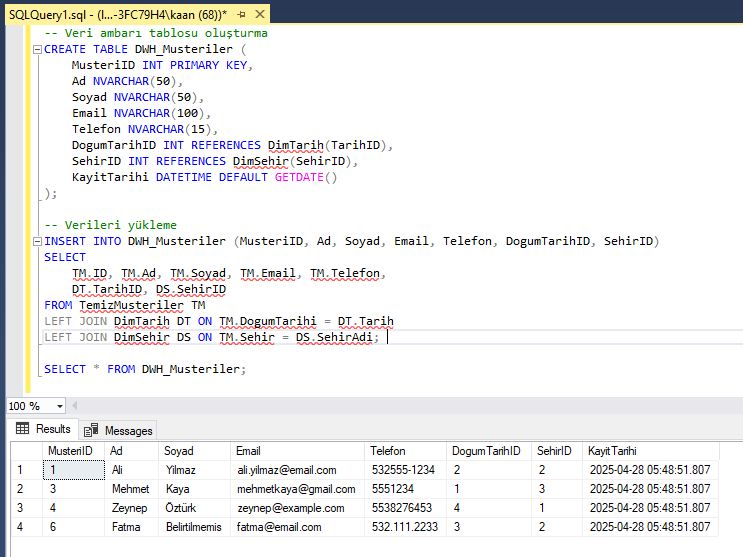 SQLQuery1.sql - (l...-3FC79H4\kaan (68))*
-- Veri ambarı tablosu oluşturma
CREATE TABLE DWH_Musteriler (
MusteriID INT PRIMARY KEY,
Ad NVARCHAR(50),
Soyad NVARCHAR(50),
Email NVARCHAR(100),
Telefon NVARCHAR(15),
DogumTarihID INT REFERENCES DimTarih(TarihID),
SehirID INT REFERENCES DimSehir(SehirID),
KayitTarihi DATETIME DEFAULT GETDATE()
);
-- Verileri yükleme
INSERT INTO DWH_Musteriler (MusteriID, Ad, Soyad, Email, Telefon, DogumTarihID, SehirID)
SELECT
TM.ID, TM.Ad, TM.Soyad, TM.Email, TM.Telefon,
DT.TarihID, DS.SehirID
FROM TemizMusteriler TM
LEFT JOIN DimTarih DT ON TM.DogumTarihi = DT.Tarih
LEFT JOIN DimSehir DS ON TM.Sehir = DS.SehirAdi;
SELECT * FROM DWH_Musteriler;
100 %
Results Messages
MusteriID Ad Soyad Email Telefon DogumTarihID SehirID KayitTarihi
1 1 Ali Yilmaz ali.yilmaz@email.com 532555-1234 2 2 2025-04-28 05:48:51.807
2 3 Mehmet Kaya mehmetkaya@gmail.com 5551234 1 3 2025-04-28 05:48:51.807
3 4 Zeynep Öztürk zeynep@example.com 5538276453 4 1 2025-04-28 05:48:51.807
4 6 Fatma Belirtilmemis fatma@email.com 532.111.2233 3 2 2025-04-28 05:48:51.807